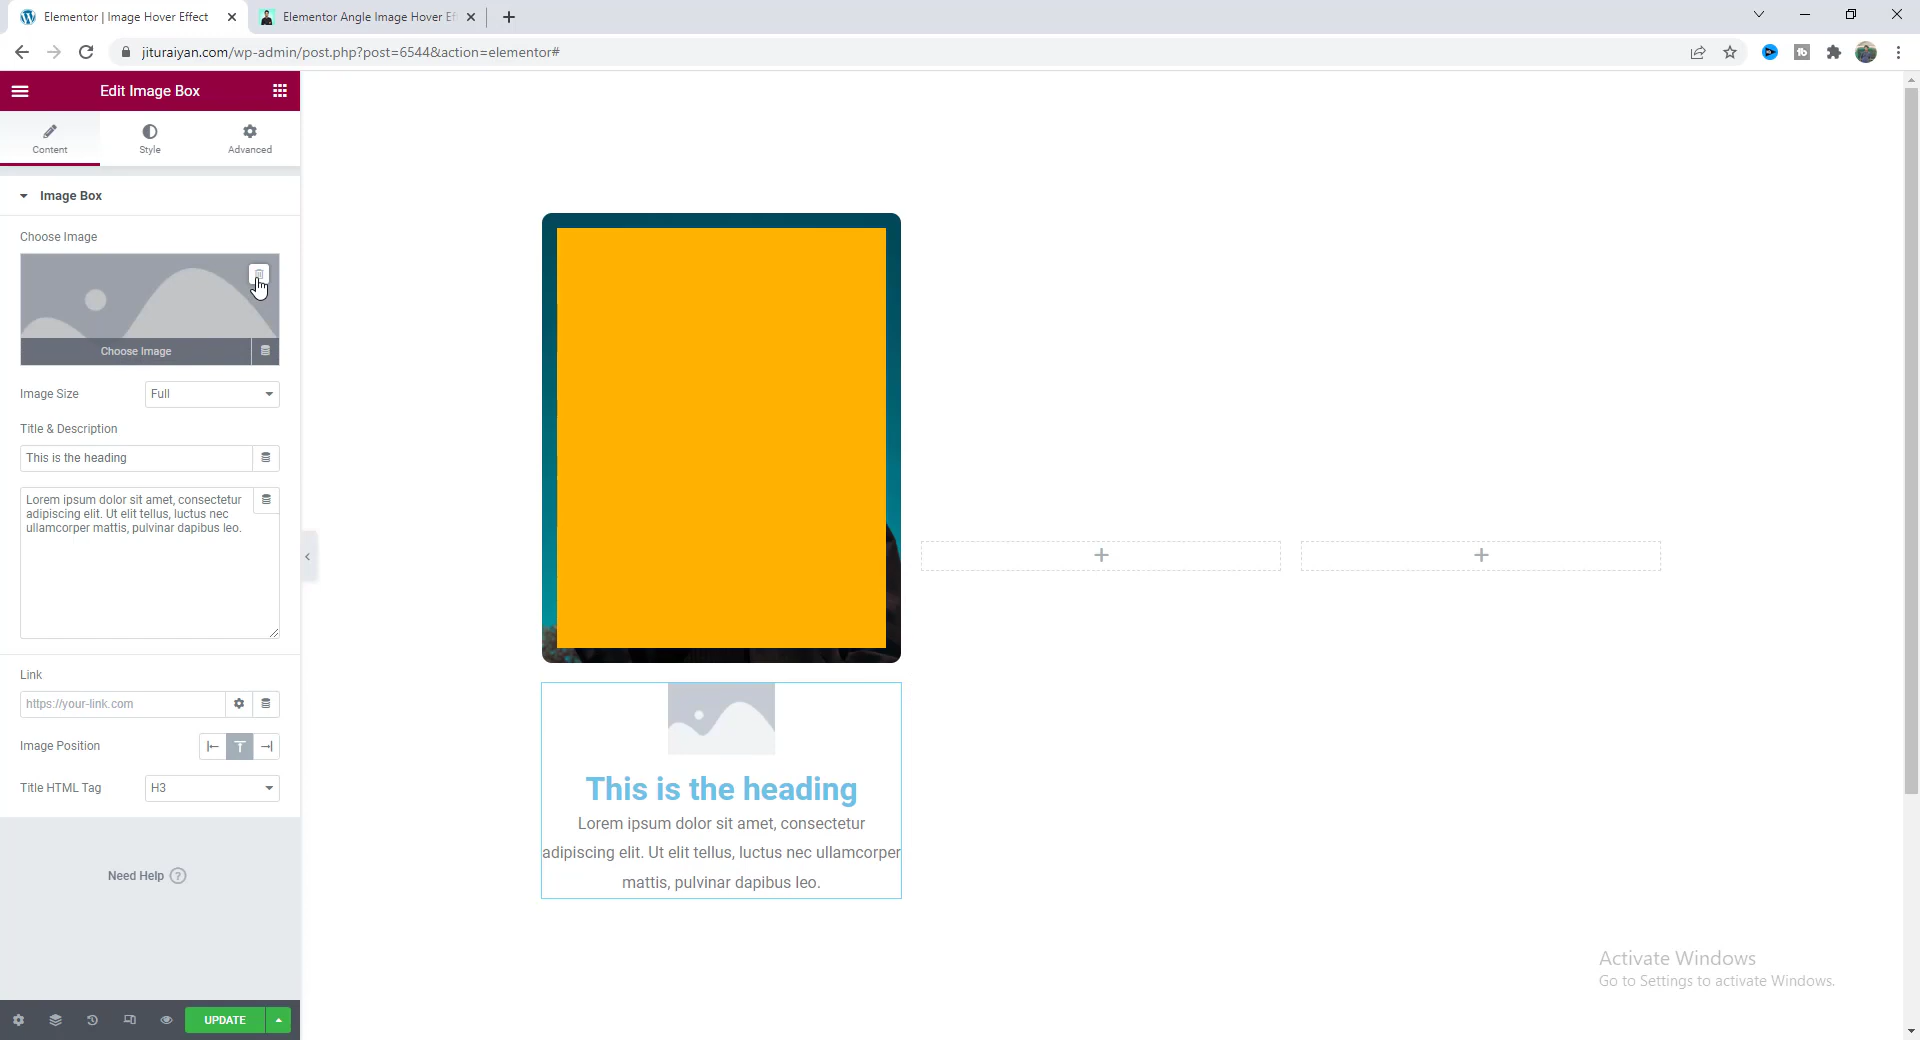 Elementor | Image Hover Effect
Elementor Angle Image Hover Ef
jituraiyan.com/wp-admin/post.php?post=6544&action=elementor#
Edit Image Box
Content
Style
Advanced
Image Box
Choose Image
Choose Image
Image Size
Full
Title & Description
This is the heading
Lorem ipsum dolor sit amet, consectetur
adipiscing elit. Ut elit tellus, luctus nec
ullamcorper mattis, pulvinar dapibus leo.
Link
https://your-link.com
Image Position
Title HTML Tag
H3
Need Help ?
UPDATE
This is the heading
Lorem ipsum dolor sit amet, consectetur
adipiscing elit. Ut elit tellus, luctus nec ullamcorper
mattis, pulvinar dapibus leo.
Activate Windows
Go to Settings to activate Windows.